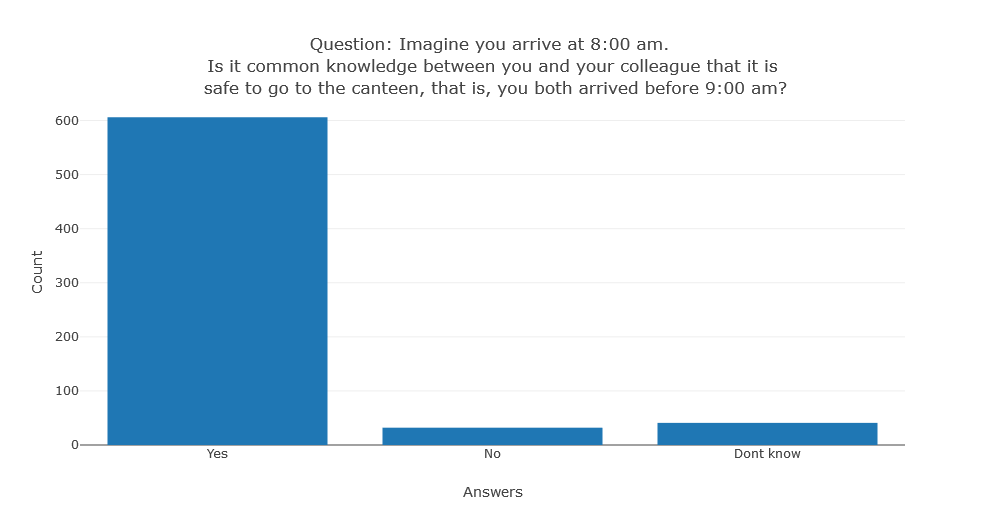 Question: Imagine you arrive at 8:00 am.
Is it common knowledge between you and your colleague that it is
safe to go to the canteen, that is, you both arrived before 9:00 am?
600
500
400
300
200
100
0
Count
Yes
No
Dont know
Answers